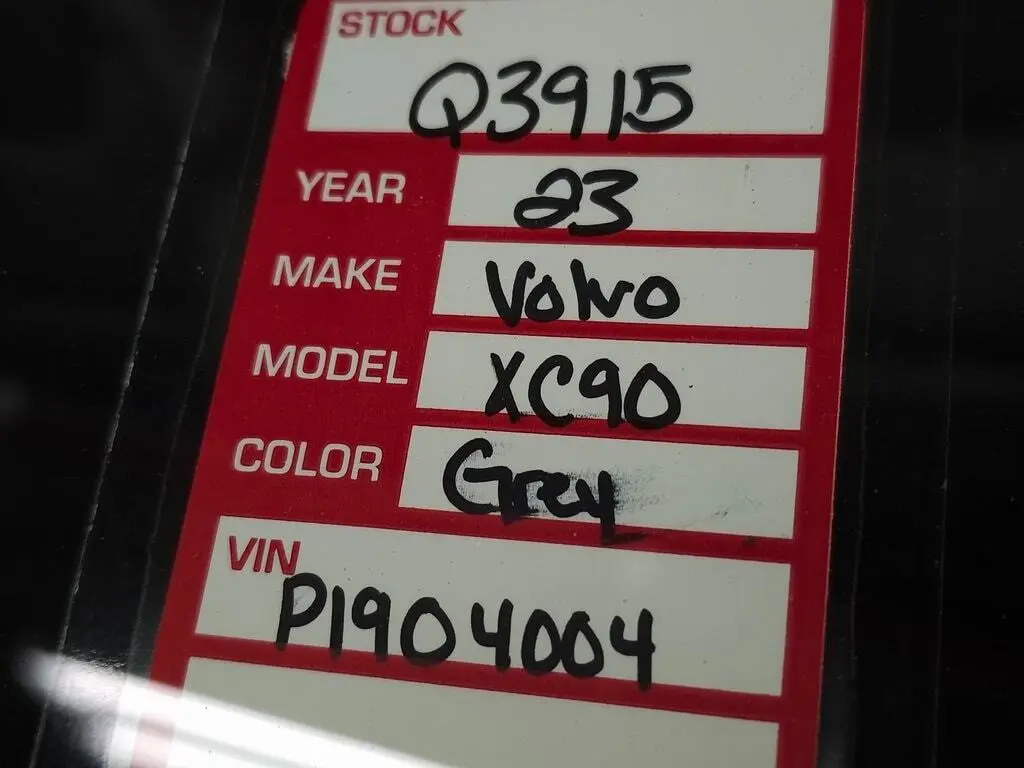 STOCK
Q3915
YEAR 23
MAKE Volvo
MODEL XC90
COLOR Grey
VIN
P1904004